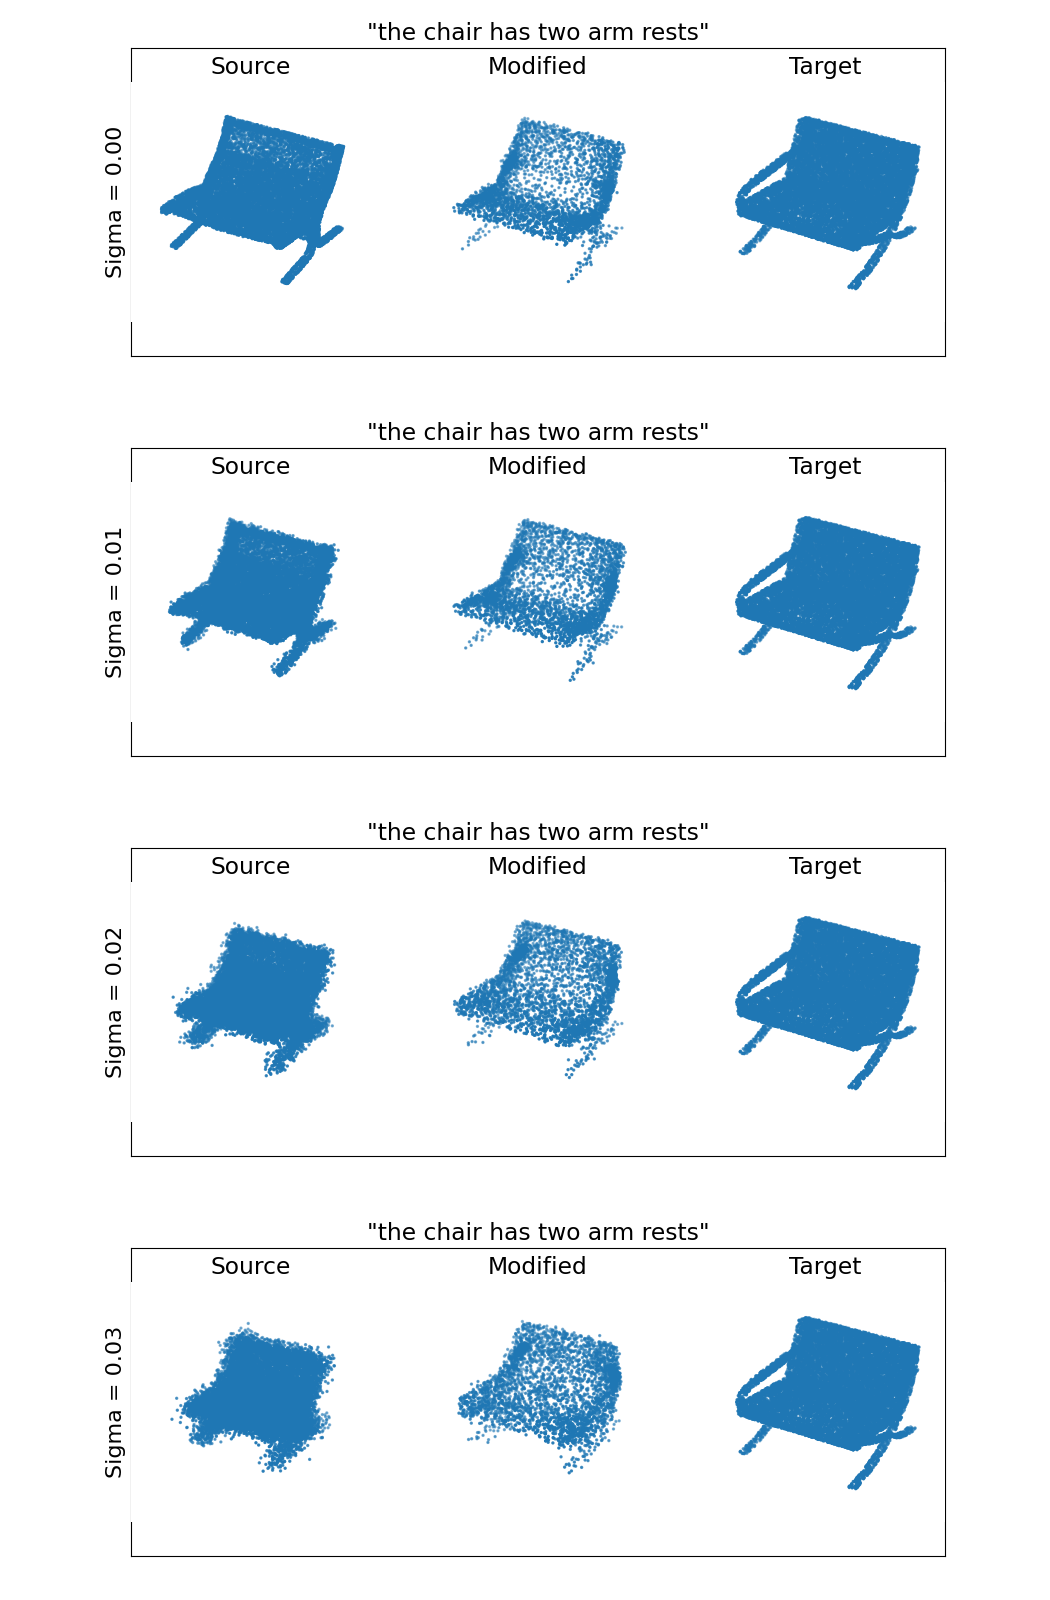 "the chair has two arm rests"
Source Modified Target
Sigma = 0.00
"the chair has two arm rests"
Source Modified Target
Sigma = 0.01
"the chair has two arm rests"
Source Modified Target
Sigma = 0.02
"the chair has two arm rests"
Source Modified Target
Sigma = 0.03